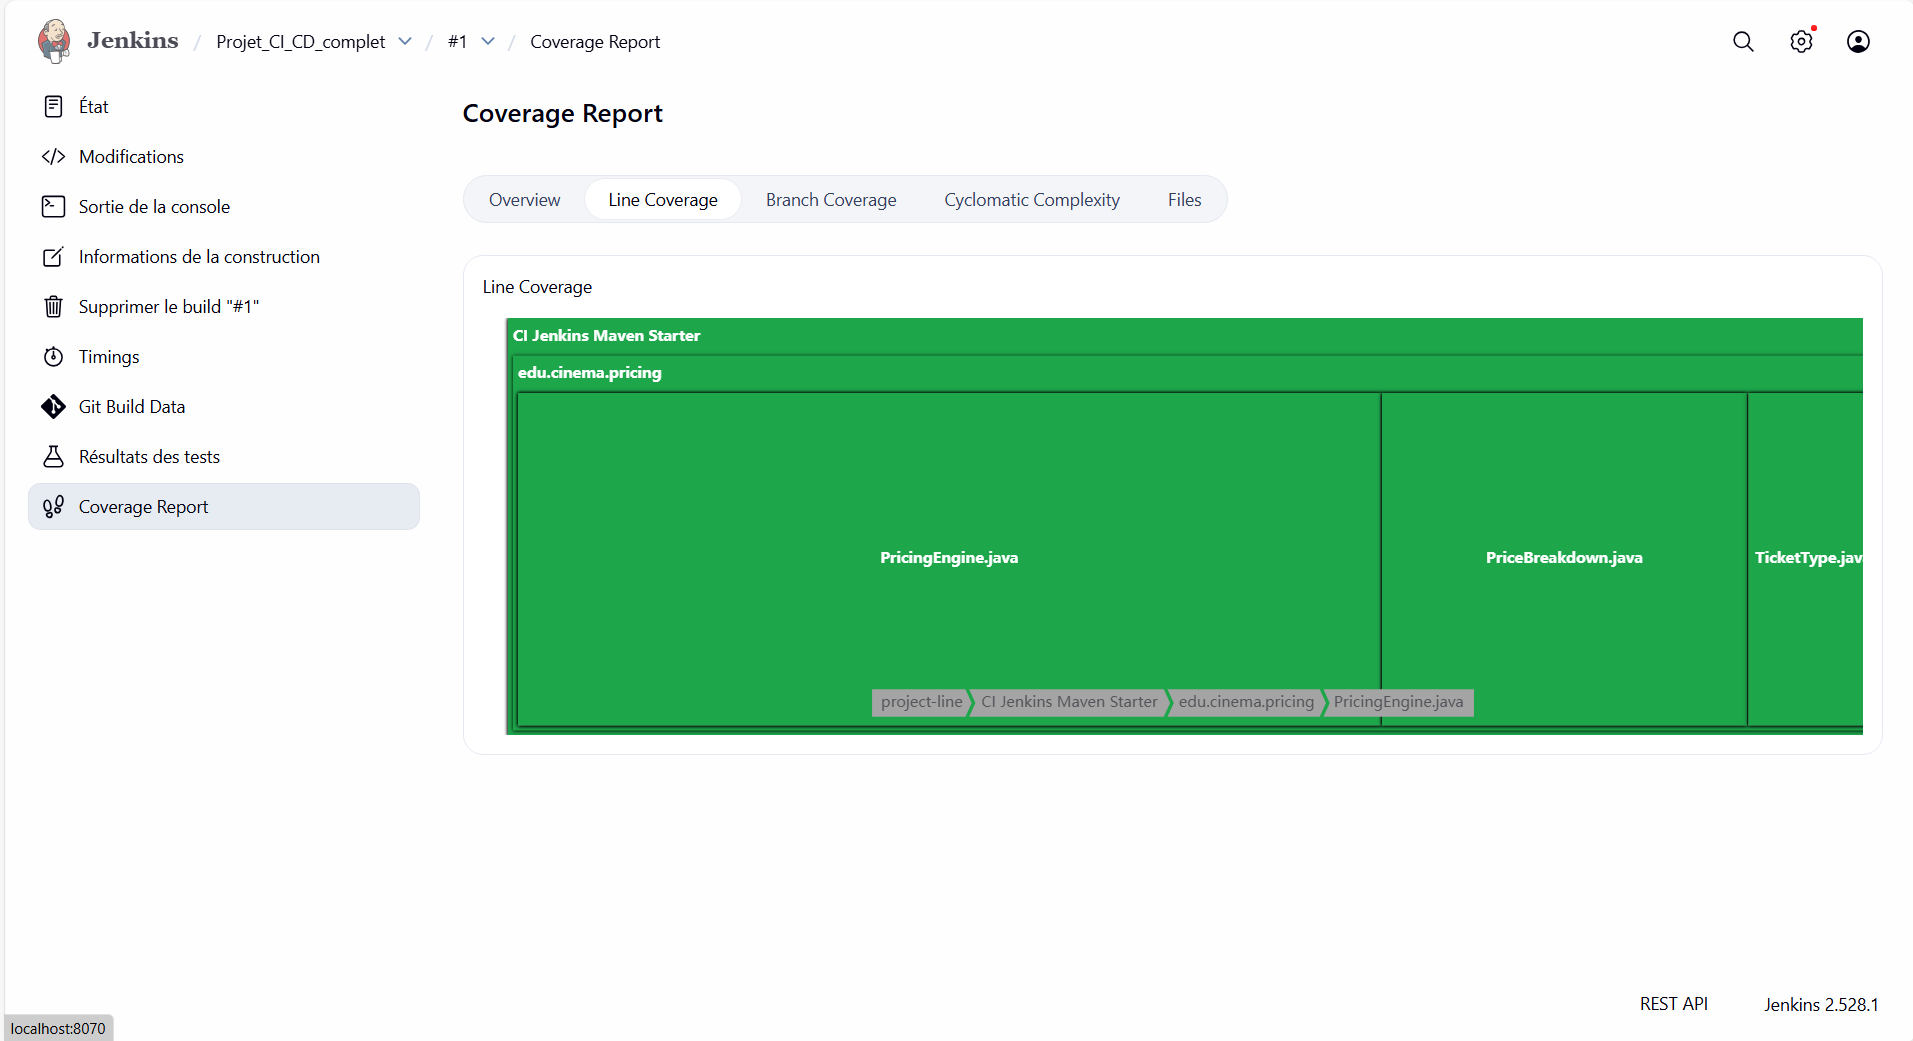 Jenkins / Projet_CI_CD_complet / #1 / Coverage Report
État
Modifications
Sortie de la console
Informations de la construction
Supprimer le build "#1"
Timings
Git Build Data
Résultats des tests
Coverage Report
Coverage Report
Overview Line Coverage Branch Coverage Cyclomatic Complexity Files
Line Coverage
CI Jenkins Maven Starter
edu.cinema.pricing
PricingEngine.java PriceBreakdown.java TicketType.jav
project-line CI Jenkins Maven Starter edu.cinema.pricing PricingEngine.java
REST API Jenkins 2.528.1
localhost:8070